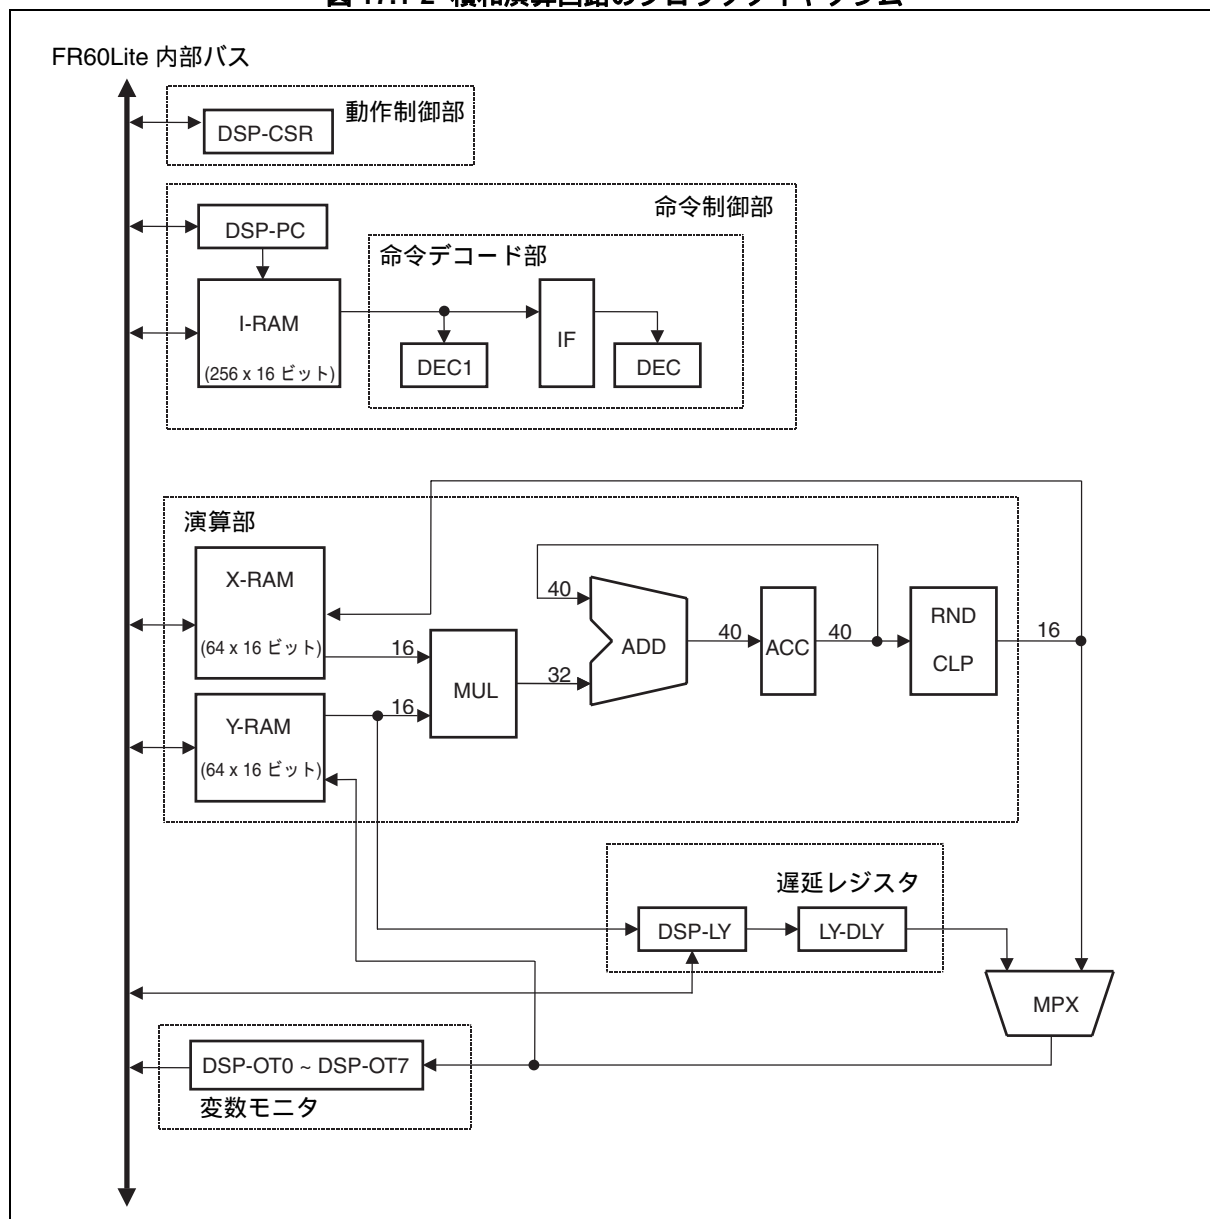 FR60Lite 内部バス
動作制御部
DSP-CSR
命令制御部
DSP-PC
命令デコード部
I-RAM
(256 x 16 ビット)
DEC1
IF
DEC
演算部
X-RAM
(64 x 16 ビット)
Y-RAM
(64 x 16 ビット)
16
16
MUL
32
40
ADD
40
ACC
40
RND
CLP
16
遅延レジスタ
DSP-LY
LY-DLY
MPX
DSP-OT0 ~ DSP-OT7
変数モニタ